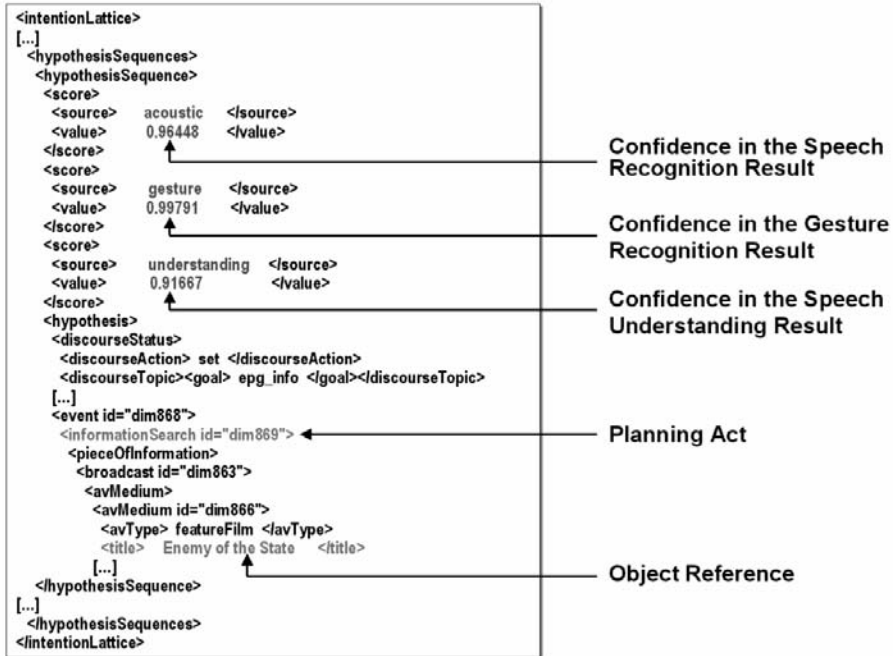 <intentionLattice>
[...]
<hypothesisSequences>
<hypothesisSequence>
<score>
<source> acoustic </source>
<value> 0.96448 </value>
</score>
<score>
<source> gesture </source>
<value> 0.99791 </value>
</score>
<score>
<source> understanding </source>
<value> 0.91667 </value>
</score>
<hypothesis>
<discourseStatus>
<discourseAction> set </discourseAction>
<discourseTopic><goal> epg_info </goal></discourseTopic>
[...]
<event id="dim868">
<informationSearch id="dim869">
<pieceOfInformation>
<broadcast id="dim863">
<avMedium>
<avMedium id="dim866">
<avType> featureFilm </avType>
<title> Enemy of the State </title>
[...]
</hypothesisSequence>
[...]
</hypothesisSequences>
</intentionLattice>
Confidence in the Speech
Recognition Result
Confidence in the Gesture
Recognition Result
Confidence in the Speech
Understanding Result
Planning Act
Object Reference